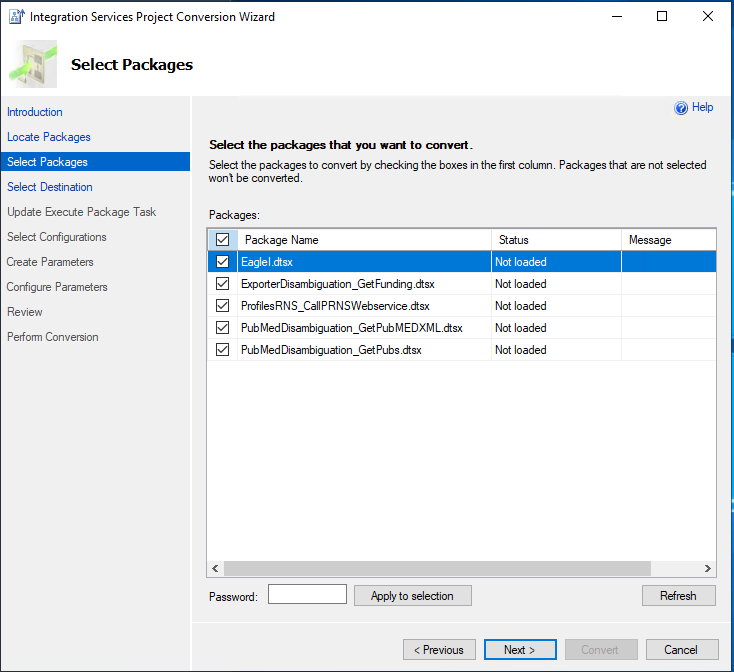 Integration Services Project Conversion Wizard
Select Packages
Introduction
Locate Packages
Select Packages
Select Destination
Update Execute Package Task
Select Configurations
Create Parameters
Configure Parameters
Review
Perform Conversion
Help
Select the packages that you want to convert.
Select the packages to convert by checking the boxes in the first column. Packages that are not selected
won't be converted.
Packages:
Package Name Status Message
EagleI.dtsx Not loaded
ExporterDisambiguation_GetFunding.dtsx Not loaded
ProfilesRNS_CallPRNSWebservice.dtsx Not loaded
PubMedDisambiguation_GetPubMEDXML.dtsx Not loaded
PubMedDisambiguation_GetPubs.dtsx Not loaded
Password: Apply to selection Refresh
< Previous Next > Convert Cancel